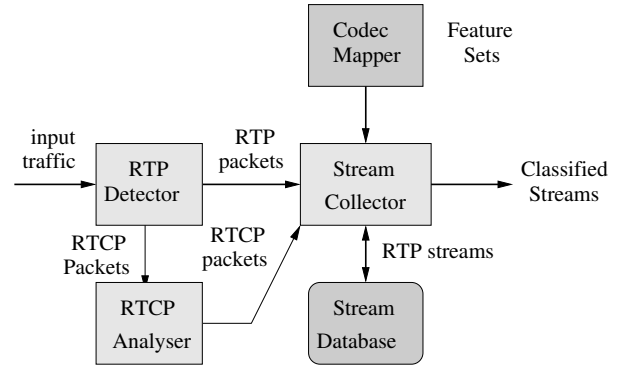 Codec
Mapper
Feature
Sets
input
traffic
RTP
Detector
RTP
packets
Stream
Collector
Classified
Streams
RTCP
Packets
RTCP
packets
RTP streams
RTCP
Analyser
Stream
Database